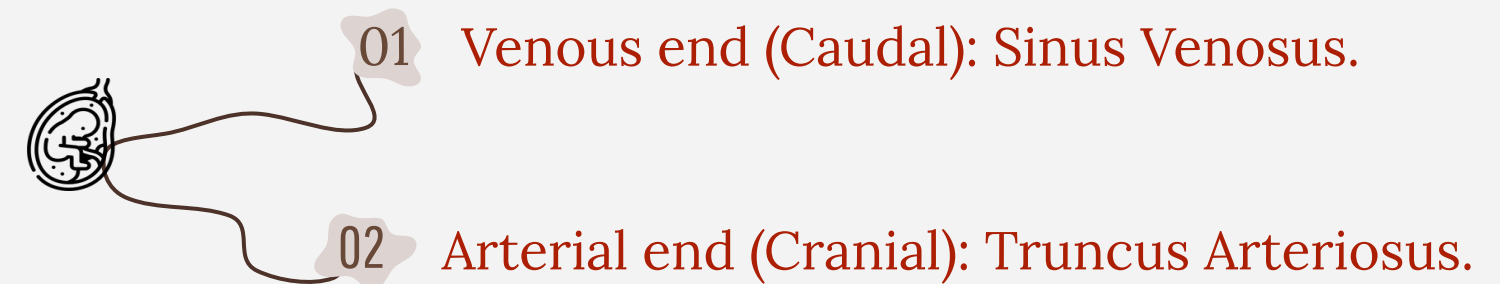 01 Venous end (Caudal): Sinus Venosus.
02 Arterial end (Cranial): Truncus Arteriosus.